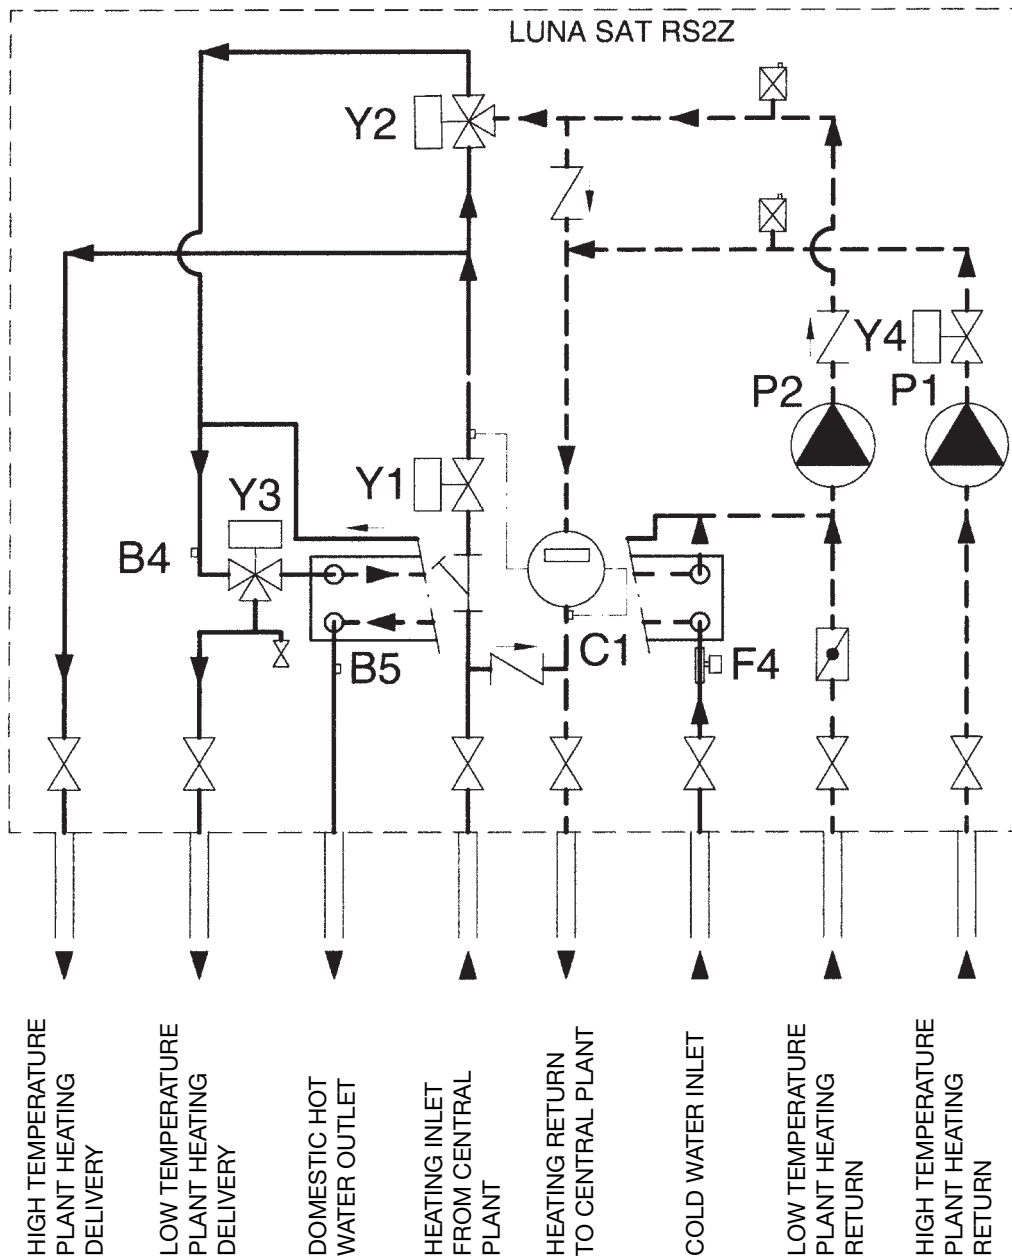 LUNA SAT RS2Z
Y2
Y4
P2
P1
Y1
Y3
B4
C1
B5
F4
HIGH TEMPERATURE
PLANT HEATING
DELIVERY
LOW TEMPERATURE
PLANT HEATING
DELIVERY
DOMESTIC HOT
WATER OUTLET
HEATING INLET
FROM CENTRAL
PLANT
HEATING RETURN
TO CENTRAL PLANT
COLD WATER INLET
LOW TEMPERATURE
PLANT HEATING
RETURN
HIGH TEMPERATURE
PLANT HEATING
RETURN